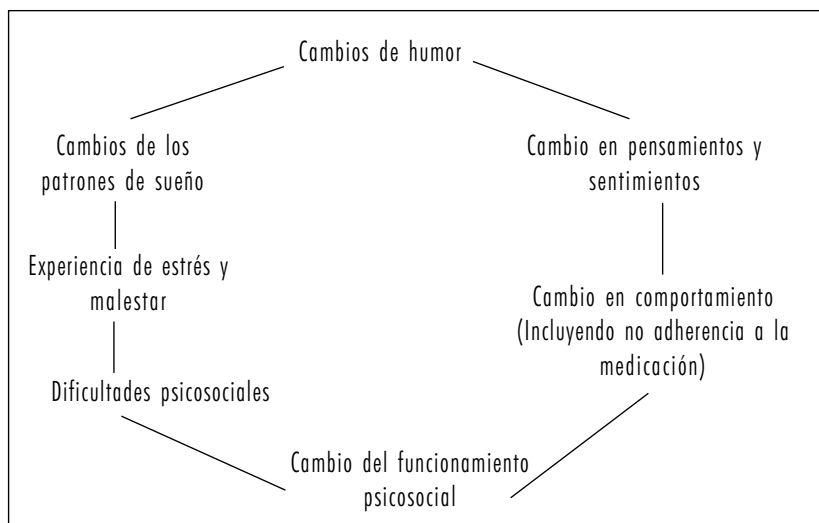 Cambios de humor
Cambios de los
patrones de sueño
Cambio en pensamientos y
sentimientos
Experiencia de estrés y
malestar
Cambio en comportamiento
(Incluyendo no adherencia a la
medicación)
Dificultades psicosociales
Cambio del funcionamiento
psicosocial